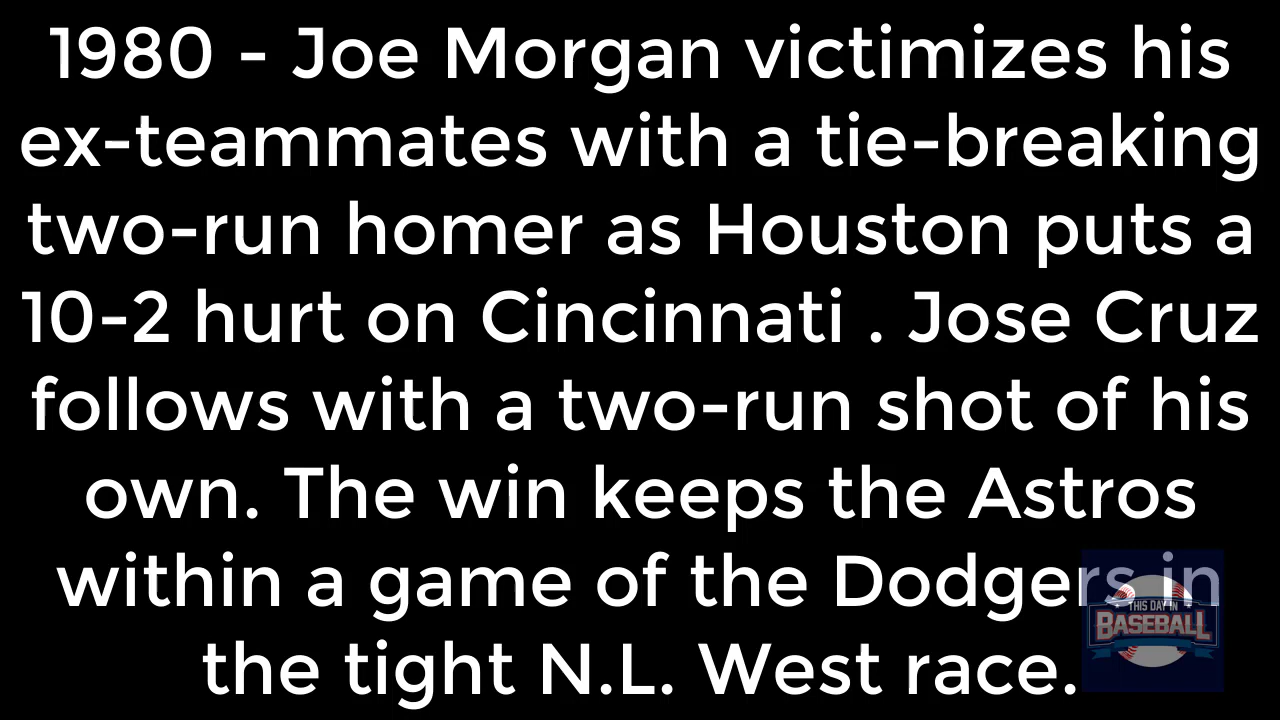 1980 - Joe Morgan victimizes his
ex-teammates with a tie-breaking
two-run homer as Houston puts a
10-2 hurt on Cincinnati . Jose Cruz
follows with a two-run shot of his
own. The win keeps the Astros
within a game of the Dodgers in
the tight N.L. West race.
THIS DAY IN
BASEBALL